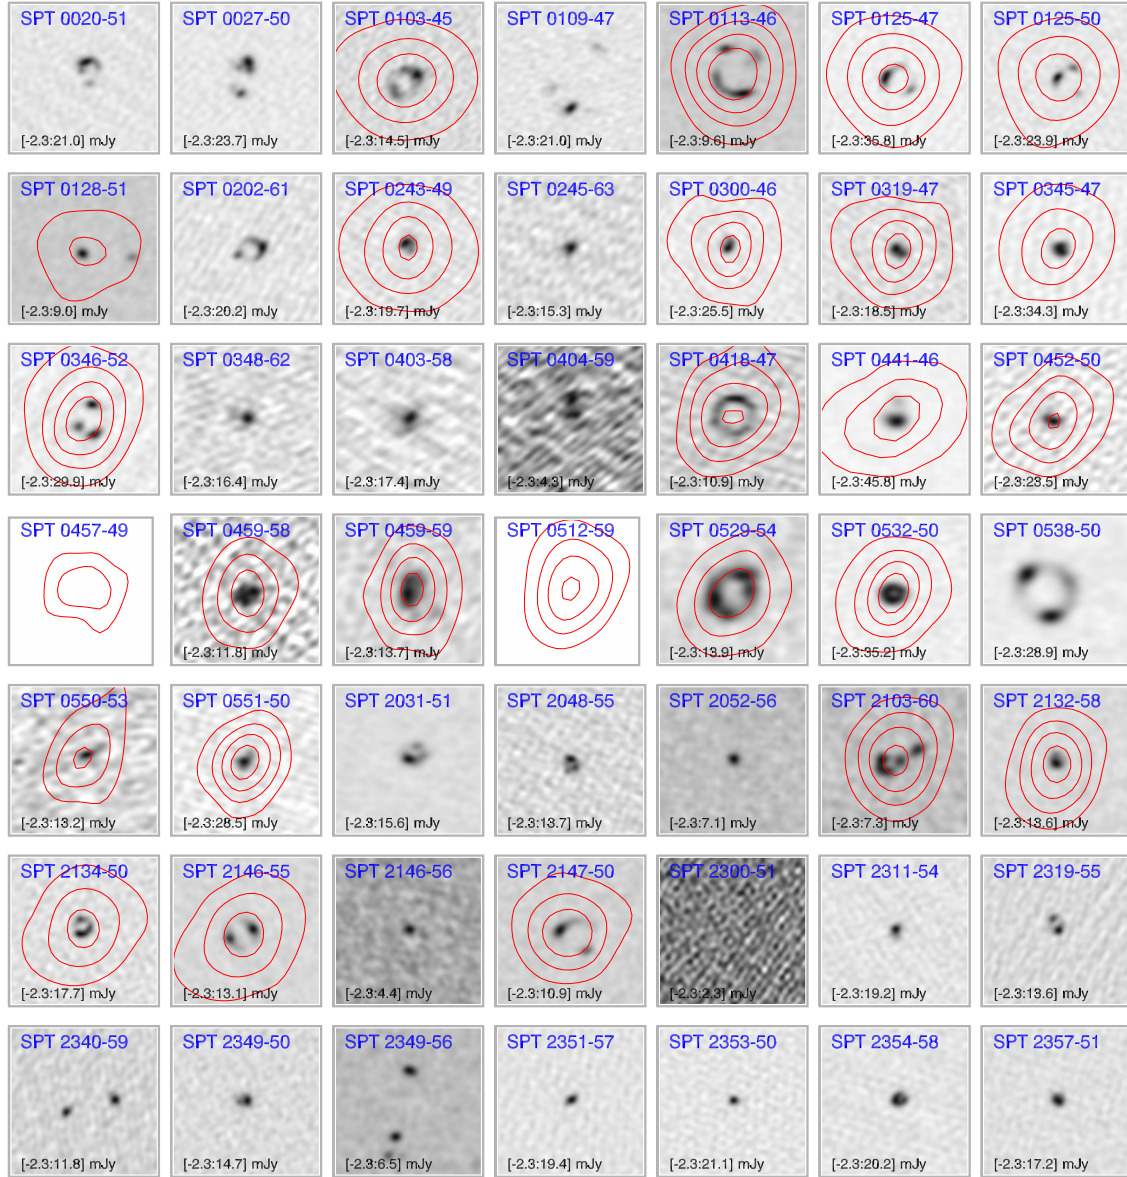 SPT 0020-51 SPT 0027-50 SPT 0103-45 SPT 0109-47 SPT 0113-46 SPT 0125-47 SPT 0125-50
[-2.3:21.0] mJy [-2.3:23.7] mJy [-2.3:14.5] mJy [-2.3:21.0] mJy [-2.3:9.6] mJy [-2.3:35.8] mJy [-2.3:23.9] mJy
SPT 0128-51 SPT 0202-61 SPT 0243-49 SPT 0245-63 SPT 0300-46 SPT 0319-47 SPT 0345-47
[-2.3:9.0] mJy [-2.3:20.2] mJy [-2.3:19.7] mJy [-2.3:15.3] mJy [-2.3:25.5] mJy [-2.3:18.5] mJy [-2.3:34.3] mJy
SPT 0346-52 SPT 0348-62 SPT 0403-58 SPT 0404-59 SPT 0418-47 SPT 0441-46 SPT 0452-50
[-2.3:29.9] mJy [-2.3:16.4] mJy [-2.3:17.4] mJy [-2.3:4.3] mJy [-2.3:10.9] mJy [-2.3:45.8] mJy [-2.3:23.5] mJy
SPT 0457-49 SPT 0459-58 SPT 0459-59 SPT 0512-59 SPT 0529-54 SPT 0532-50 SPT 0538-50
[-2.3:11.8] mJy [-2.3:13.7] mJy [-2.3:13.9] mJy [-2.3:35.2] mJy [-2.3:28.9] mJy
SPT 0550-53 SPT 0551-50 SPT 2031-51 SPT 2048-55 SPT 2052-56 SPT 2103-60 SPT 2132-58
[-2.3:13.2] mJy [-2.3:28.5] mJy [-2.3:15.6] mJy [-2.3:13.7] mJy [-2.3:7.1] mJy [-2.3:7.3] mJy [-2.3:13.6] mJy
SPT 2134-50 SPT 2146-55 SPT 2146-56 SPT 2147-50 SPT 2300-51 SPT 2311-54 SPT 2319-55
[-2.3:17.7] mJy [-2.3:13.1] mJy [-2.3:4.4] mJy [-2.3:10.9] mJy [-2.3:2.3] mJy [-2.3:19.2] mJy [-2.3:13.6] mJy
SPT 2340-59 SPT 2349-50 SPT 2349-56 SPT 2351-57 SPT 2353-50 SPT 2354-58 SPT 2357-51
[-2.3:11.8] mJy [-2.3:14.7] mJy [-2.3:6.5] mJy [-2.3:19.4] mJy [-2.3:21.1] mJy [-2.3:20.2] mJy [-2.3:17.2] mJy